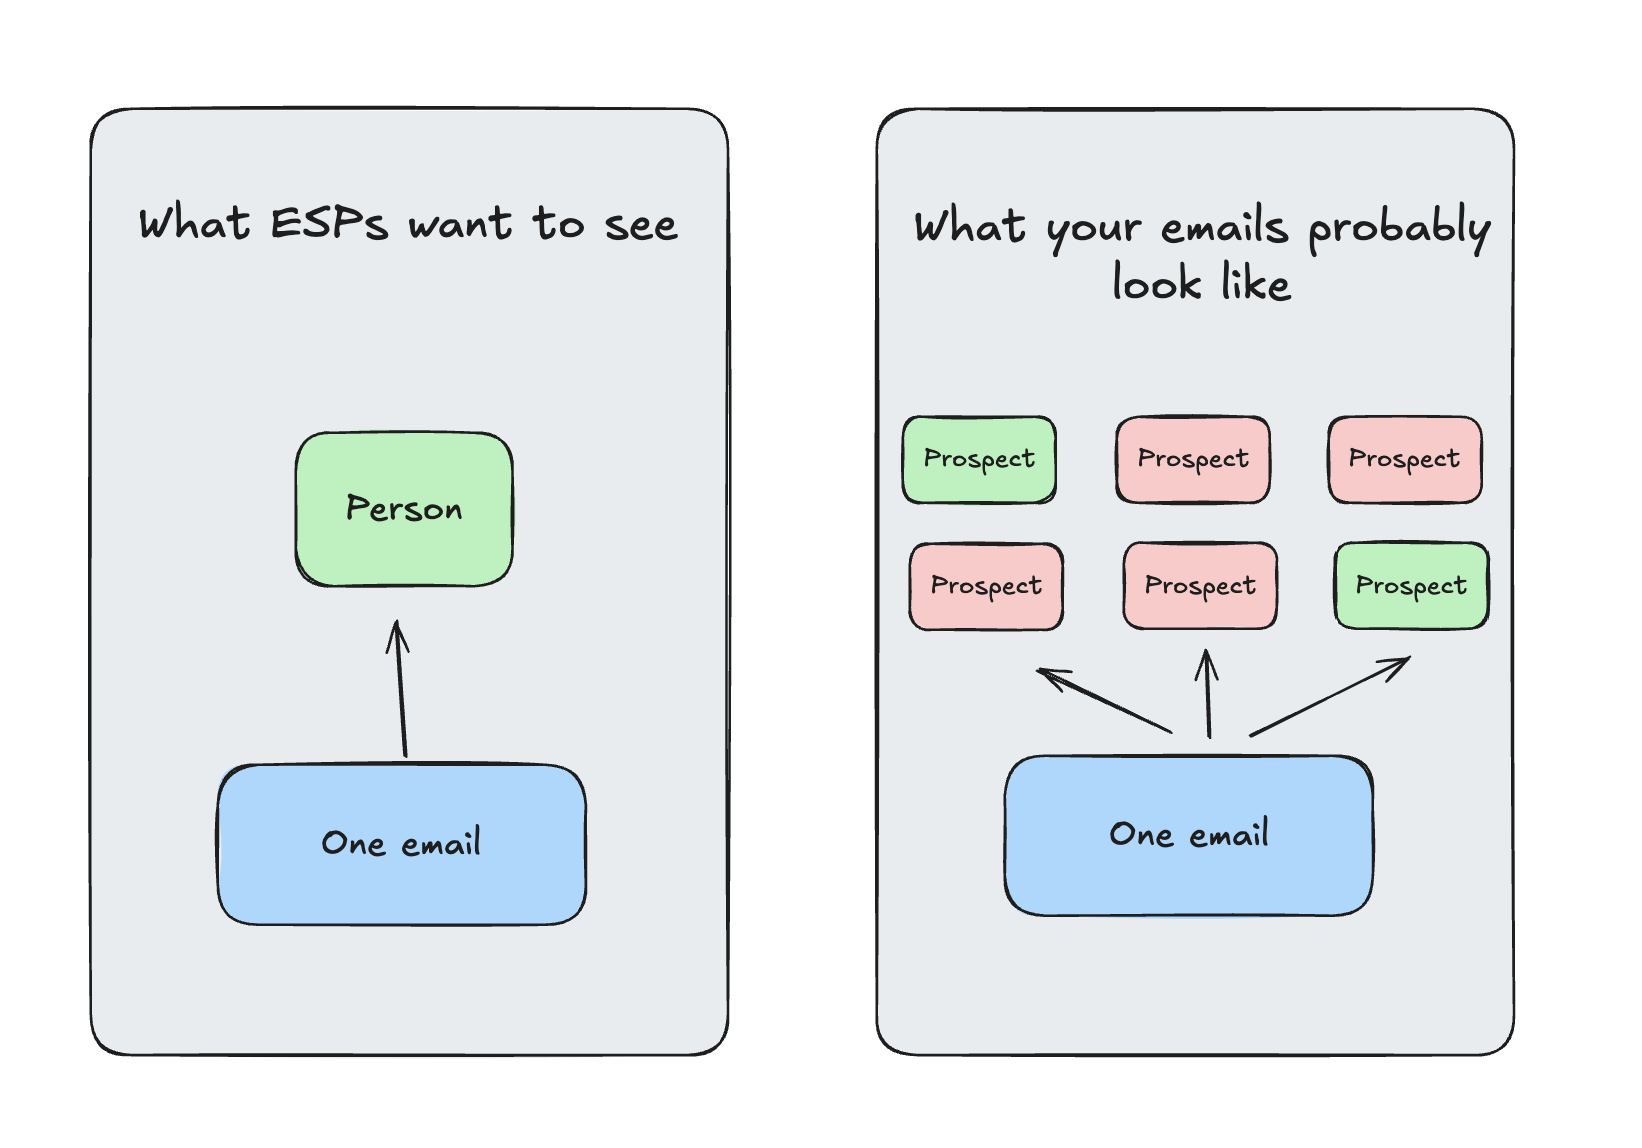 What ESPs want to see
Person
One email
What your emails probably
look like
Prospect
Prospect
Prospect
Prospect
Prospect
Prospect
One email